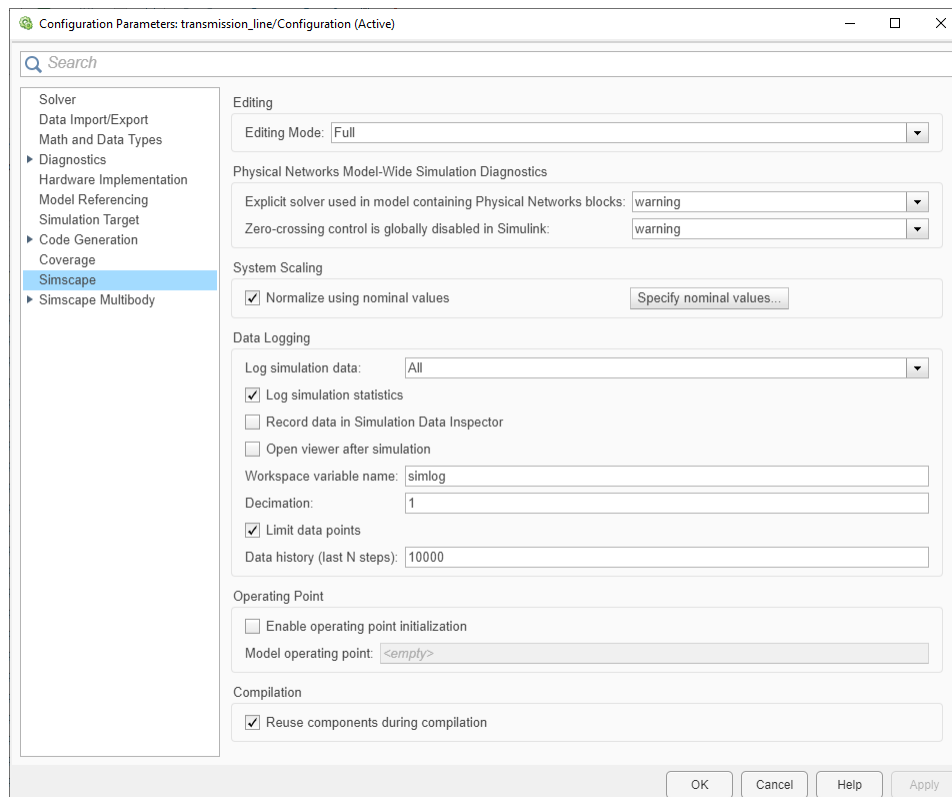 Configuration Parameters: transmission_line/Configuration (Active)
Search
Solver
Data Import/Export
Math and Data Types
Diagnostics
Hardware Implementation
Model Referencing
Simulation Target
Code Generation
Coverage
Simscape
Simscape Multibody
Editing
Editing Mode: Full
Physical Networks Model-Wide Simulation Diagnostics
Explicit solver used in model containing Physical Networks blocks: warning
Zero-crossing control is globally disabled in Simulink: warning
System Scaling
Normalize using nominal values Specify nominal values...
Data Logging
Log simulation data: All
Log simulation statistics
Record data in Simulation Data Inspector
Open viewer after simulation
Workspace variable name: simlog
Decimation: 1
Limit data points
Data history (last N steps): 10000
Operating Point
Enable operating point initialization
Model operating point: <empty>
Compilation
Reuse components during compilation
OK Cancel Help Apply